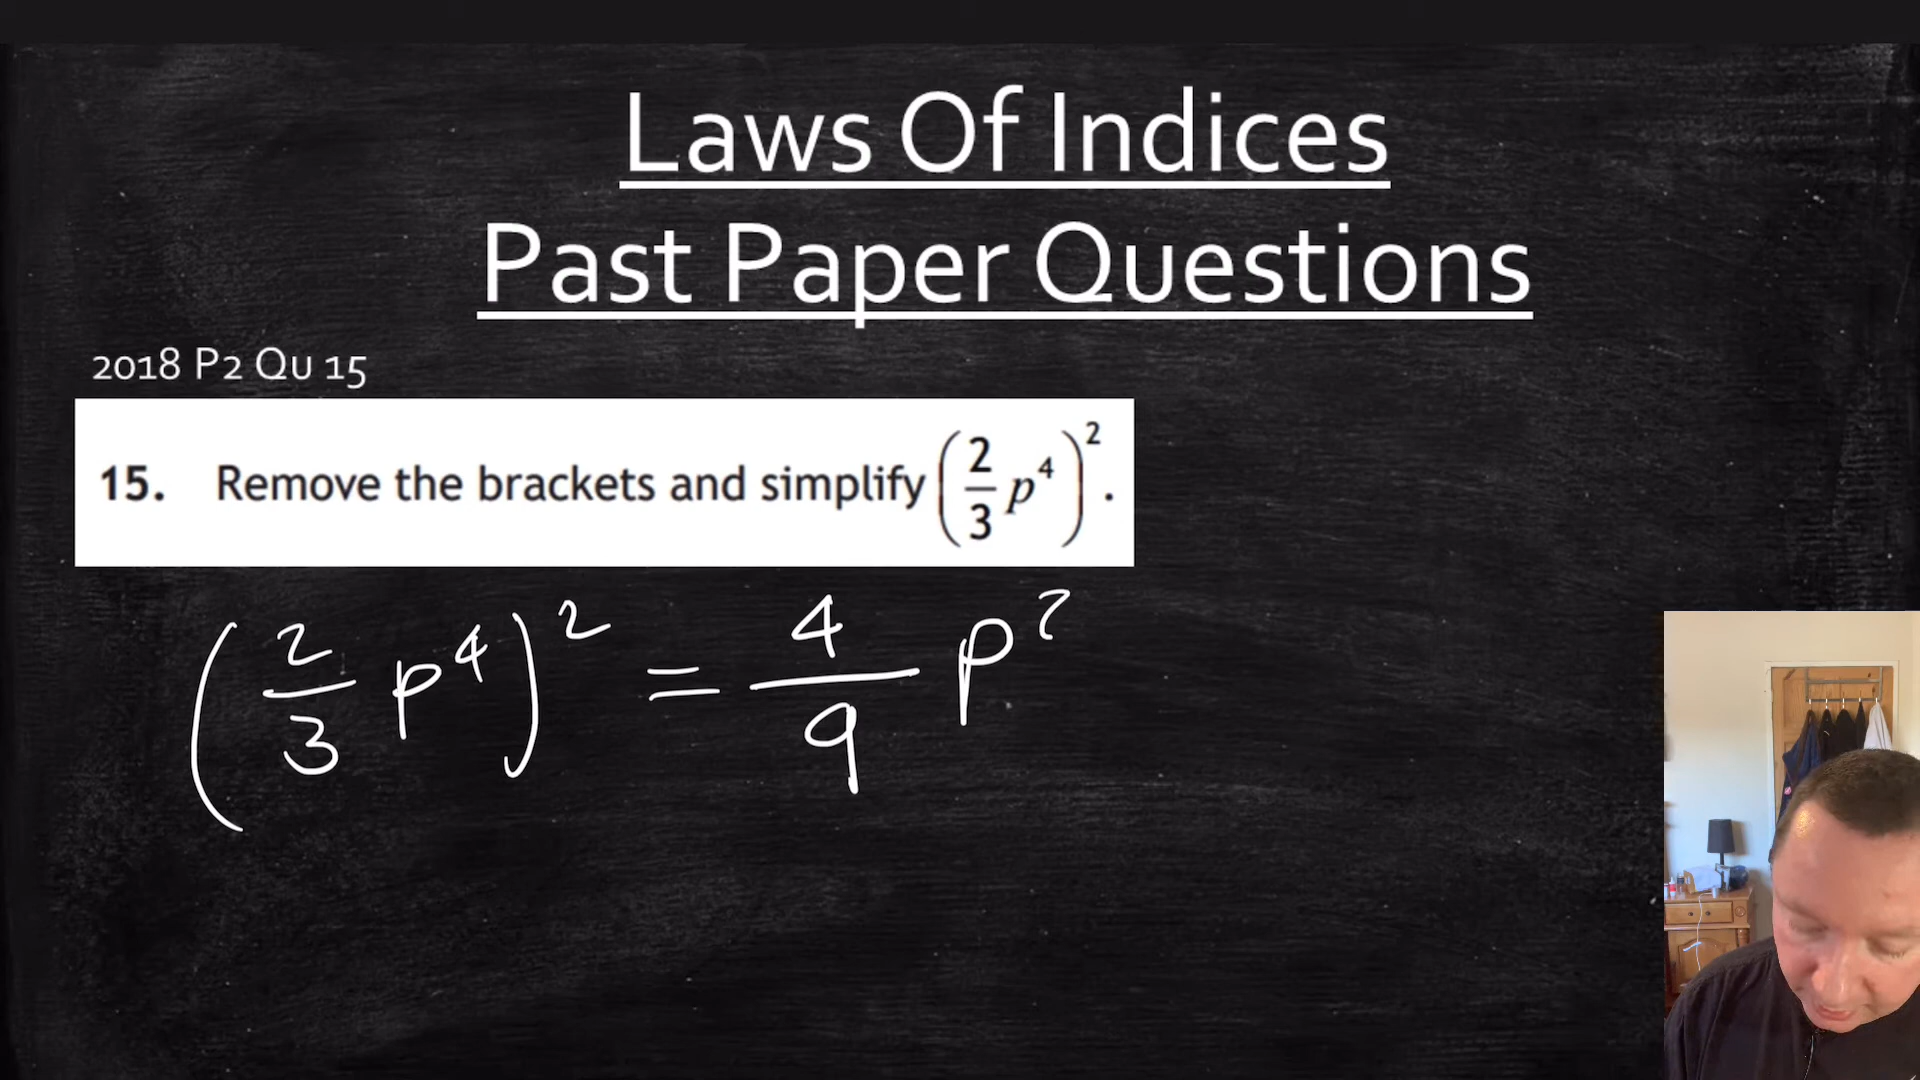 Laws Of Indices
Past Paper Questions
2018 P2 Qu 15
15. Remove the brackets and simplify (2/3 p⁴)².
(2/3 p⁴)² = 4/9 p